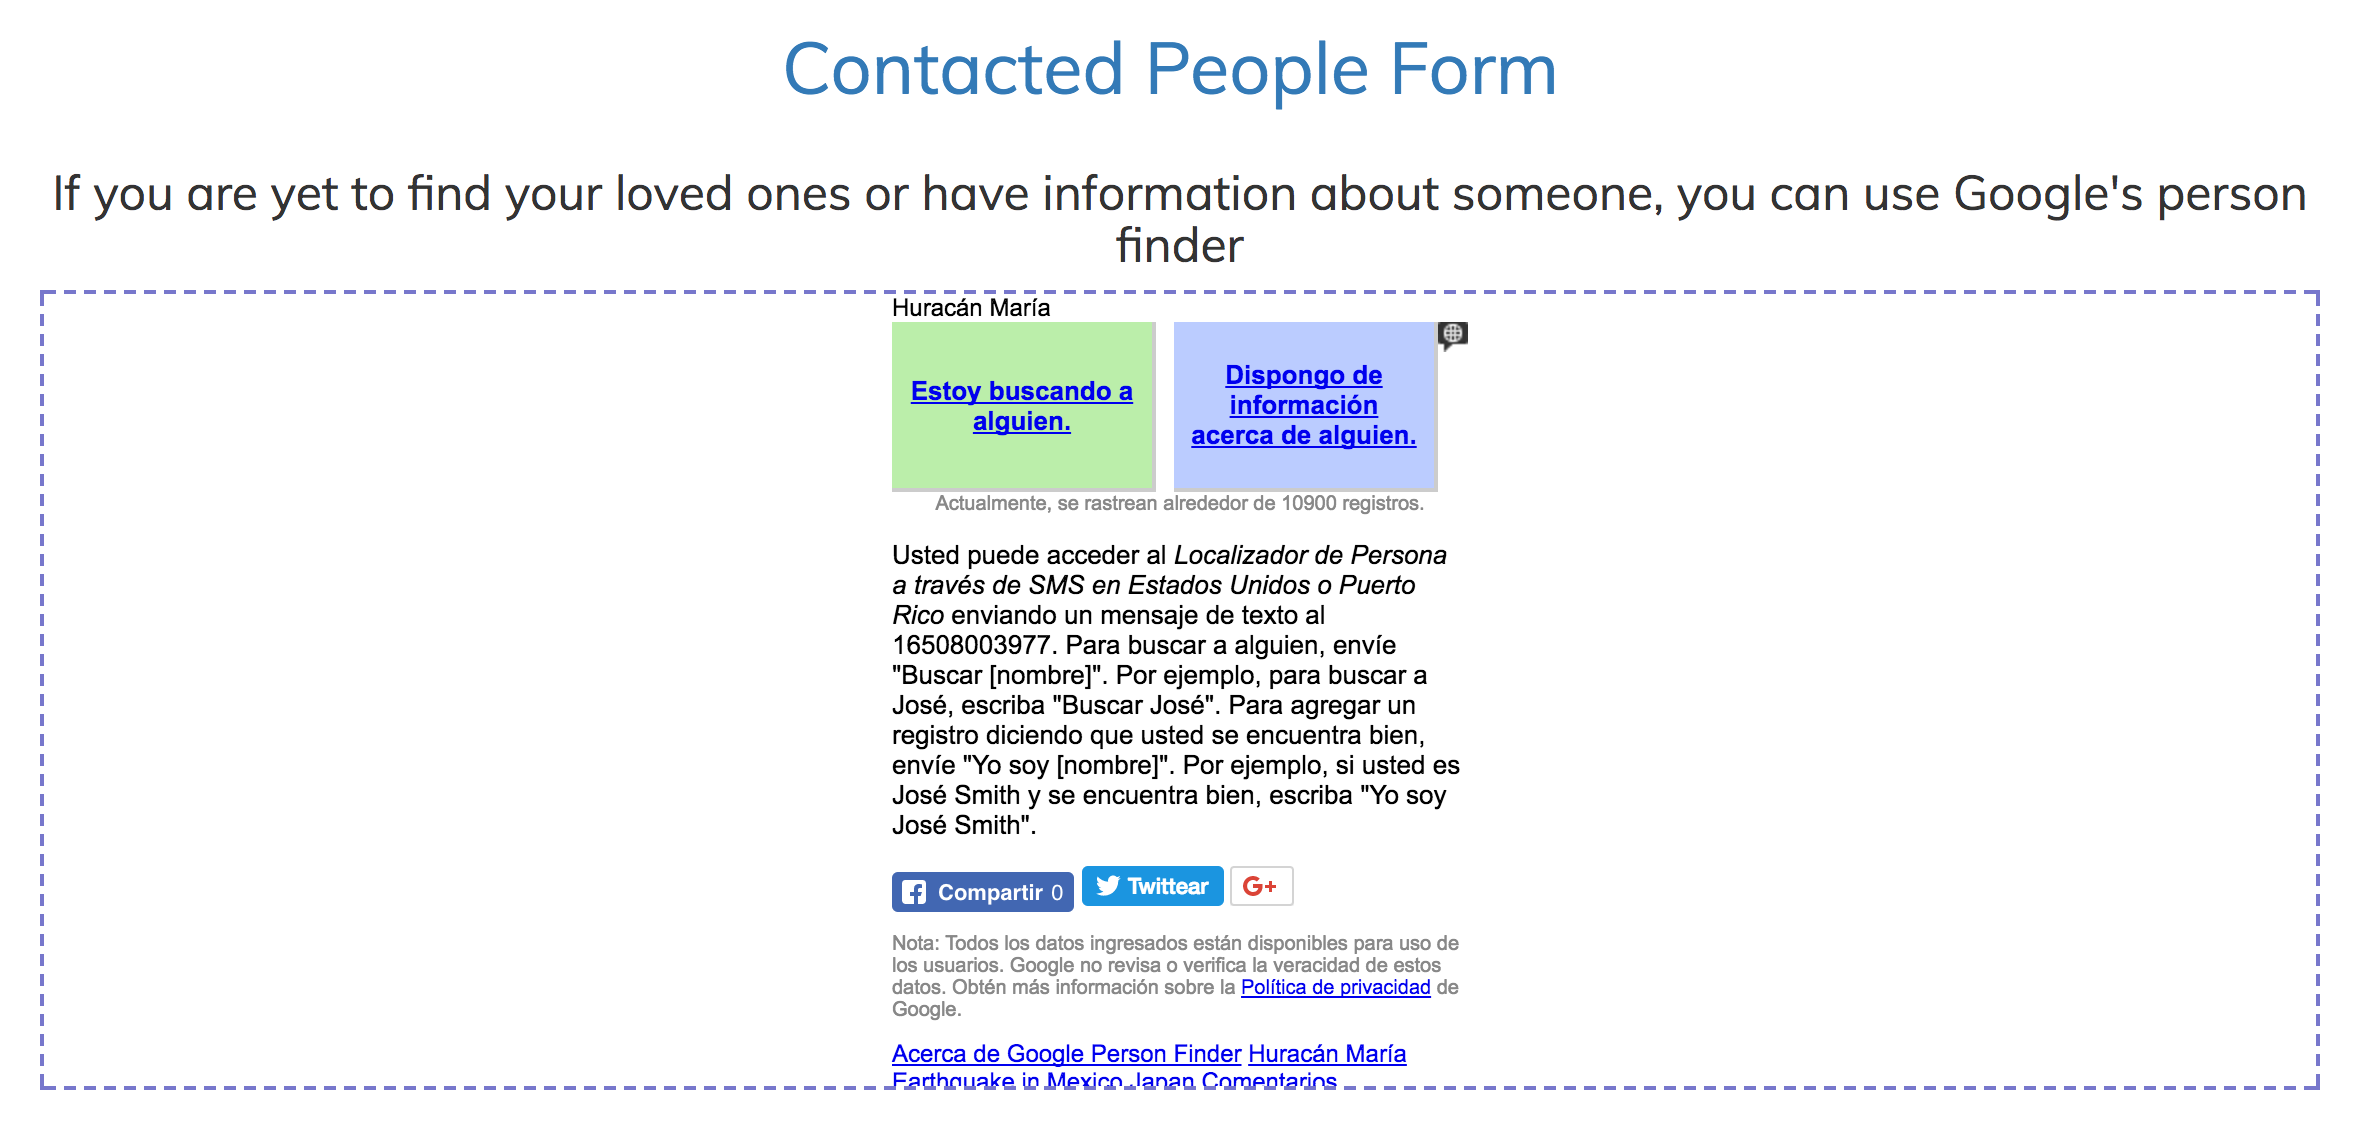 Contacted People Form
If you are yet to find your loved ones or have information about someone, you can use Google's person
finder
Huracán María
Estoy buscando a
alguien.
Dispongo de
información
acerca de alguien.
Actualmente, se rastrean alrededor de 10900 registros.
Usted puede acceder al Localizador de Persona
a través de SMS en Estados Unidos o Puerto
Rico enviando un mensaje de texto al
16508003977. Para buscar a alguien, envíe
"Buscar [nombre]". Por ejemplo, para buscar a
José, escriba "Buscar José". Para agregar un
registro diciendo que usted se encuentra bien,
envíe "Yo soy [nombre]". Por ejemplo, si usted es
José Smith y se encuentra bien, escriba "Yo soy
José Smith".
Compartir 0 Twittear G+
Nota: Todos los datos ingresados están disponibles para uso de
los usuarios. Google no revisa o verifica la veracidad de estos
datos. Obtén más información sobre la Política de privacidad de
Google.
Acerca de Google Person Finder Huracán María
Earthquake in Mexico Japan Comentarios